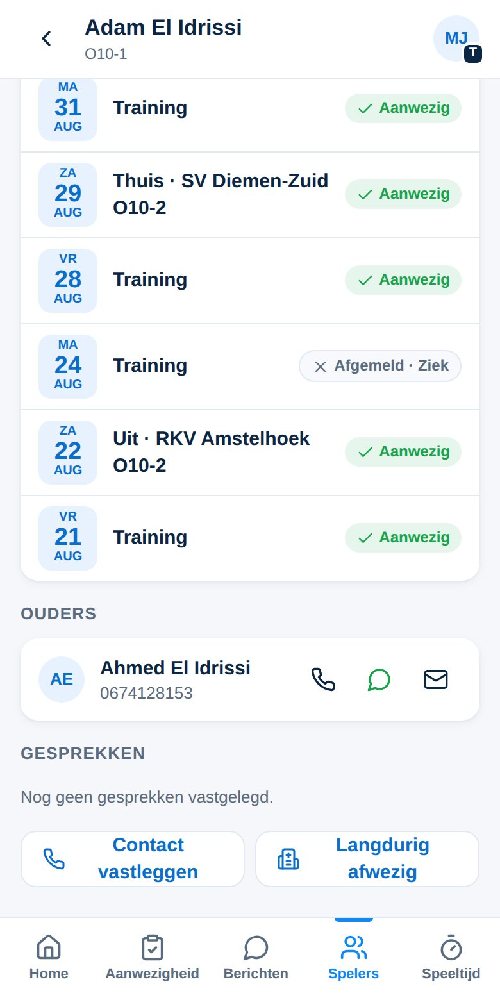 Adam El Idrissi
O10-1
MJ
T
MA
31
AUG
Training
Aanwezig
ZA
29
AUG
Thuis · SV Diemen-Zuid
O10-2
Aanwezig
VR
28
AUG
Training
Aanwezig
MA
24
AUG
Training
Afgemeld · Ziek
ZA
22
AUG
Uit · RKV Amstelhoek
O10-2
Aanwezig
VR
21
AUG
Training
Aanwezig
OUDERS
AE
Ahmed El Idrissi
0674128153
GESPREKKEN
Nog geen gesprekken vastgelegd.
Contact
vastleggen
Langdurig
afwezig
Home
Aanwezigheid
Berichten
Spelers
Speeltijd